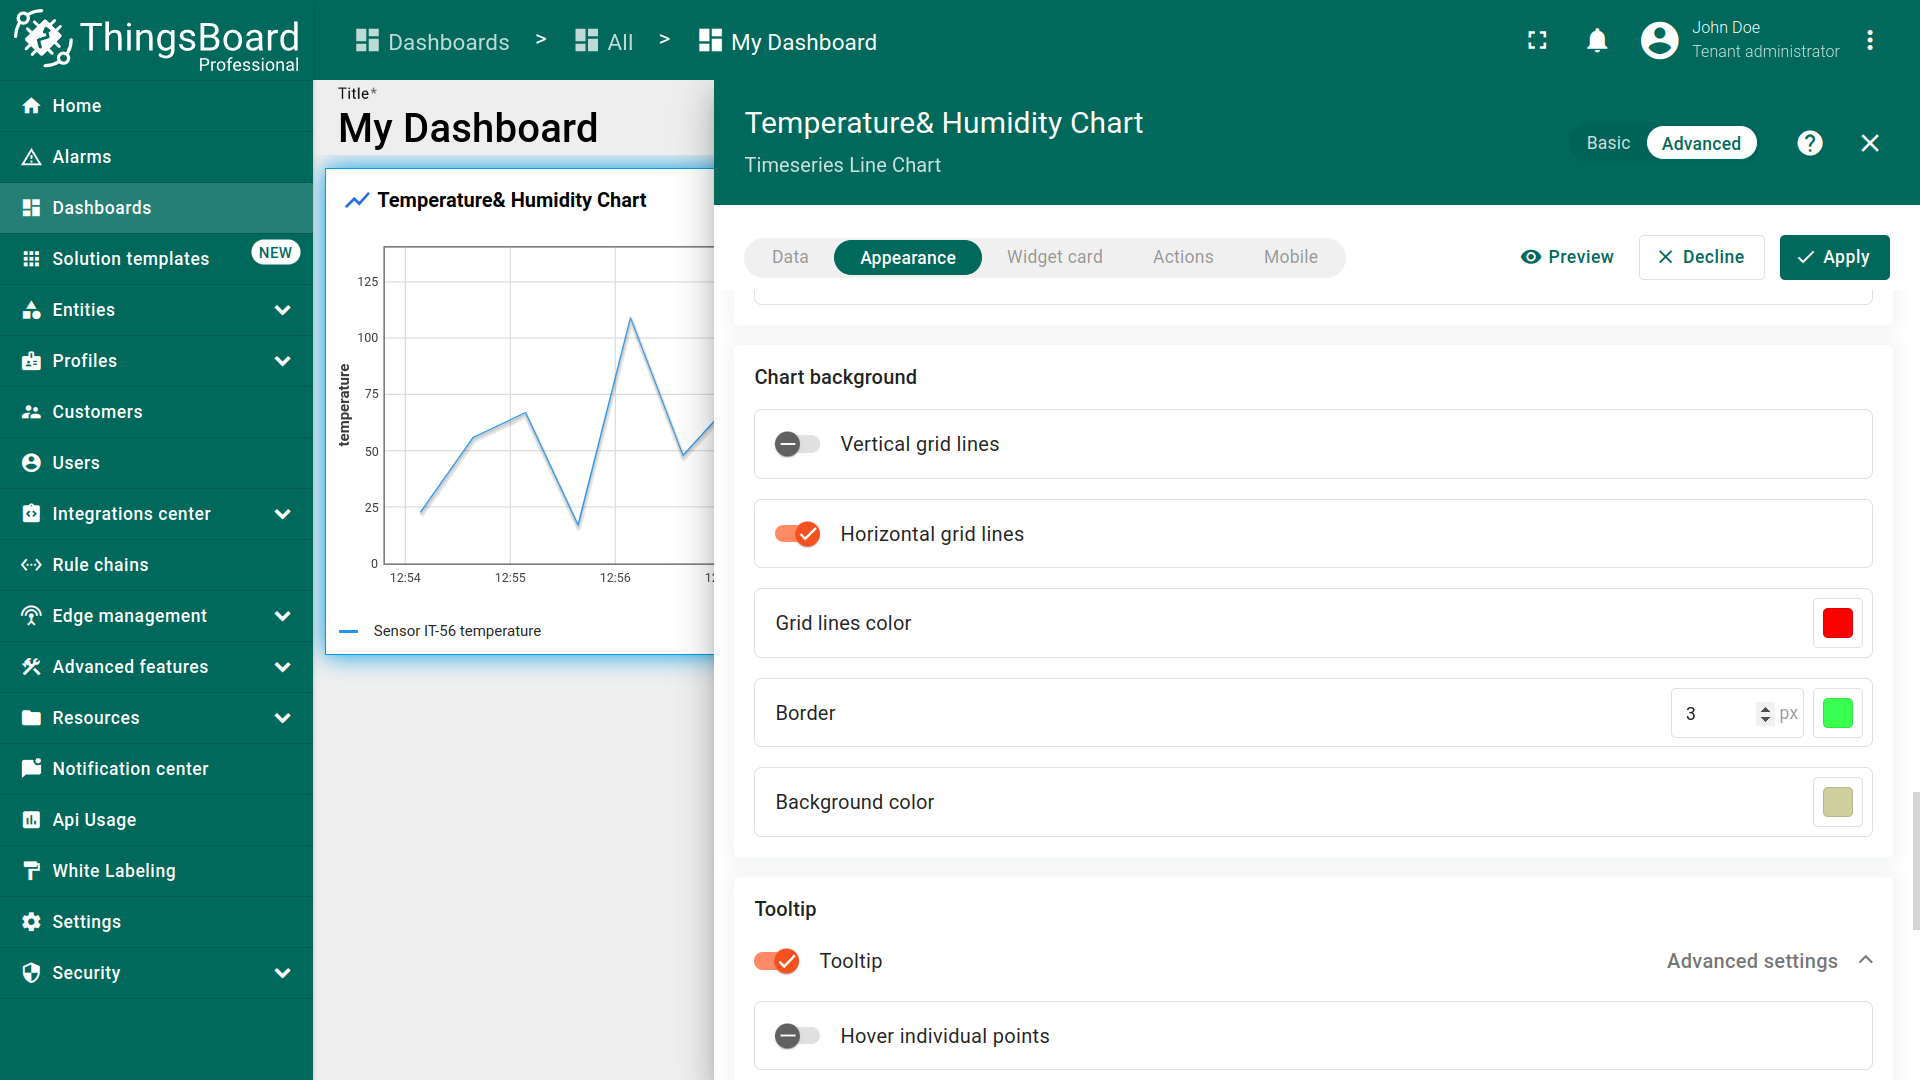 ThingsBoard
Professional
Dashboards > All > My Dashboard
John Doe
Tenant administrator
Home
Alarms
Dashboards
Solution templates NEW
Entities
Profiles
Customers
Users
Integrations center
Rule chains
Edge management
Advanced features
Resources
Notification center
Api Usage
White Labeling
Settings
Security
Title*
My Dashboard
Temperature& Humidity Chart
temperature
125
100
75
50
25
0
12:54 12:55 12:56
Sensor IT-56 temperature
Temperature& Humidity Chart
Timeseries Line Chart
Basic Advanced ?
Data Appearance Widget card Actions Mobile
Preview Decline Apply
Chart background
Vertical grid lines
Horizontal grid lines
Grid lines color
Border 3 px
Background color
Tooltip
Tooltip Advanced settings
Hover individual points